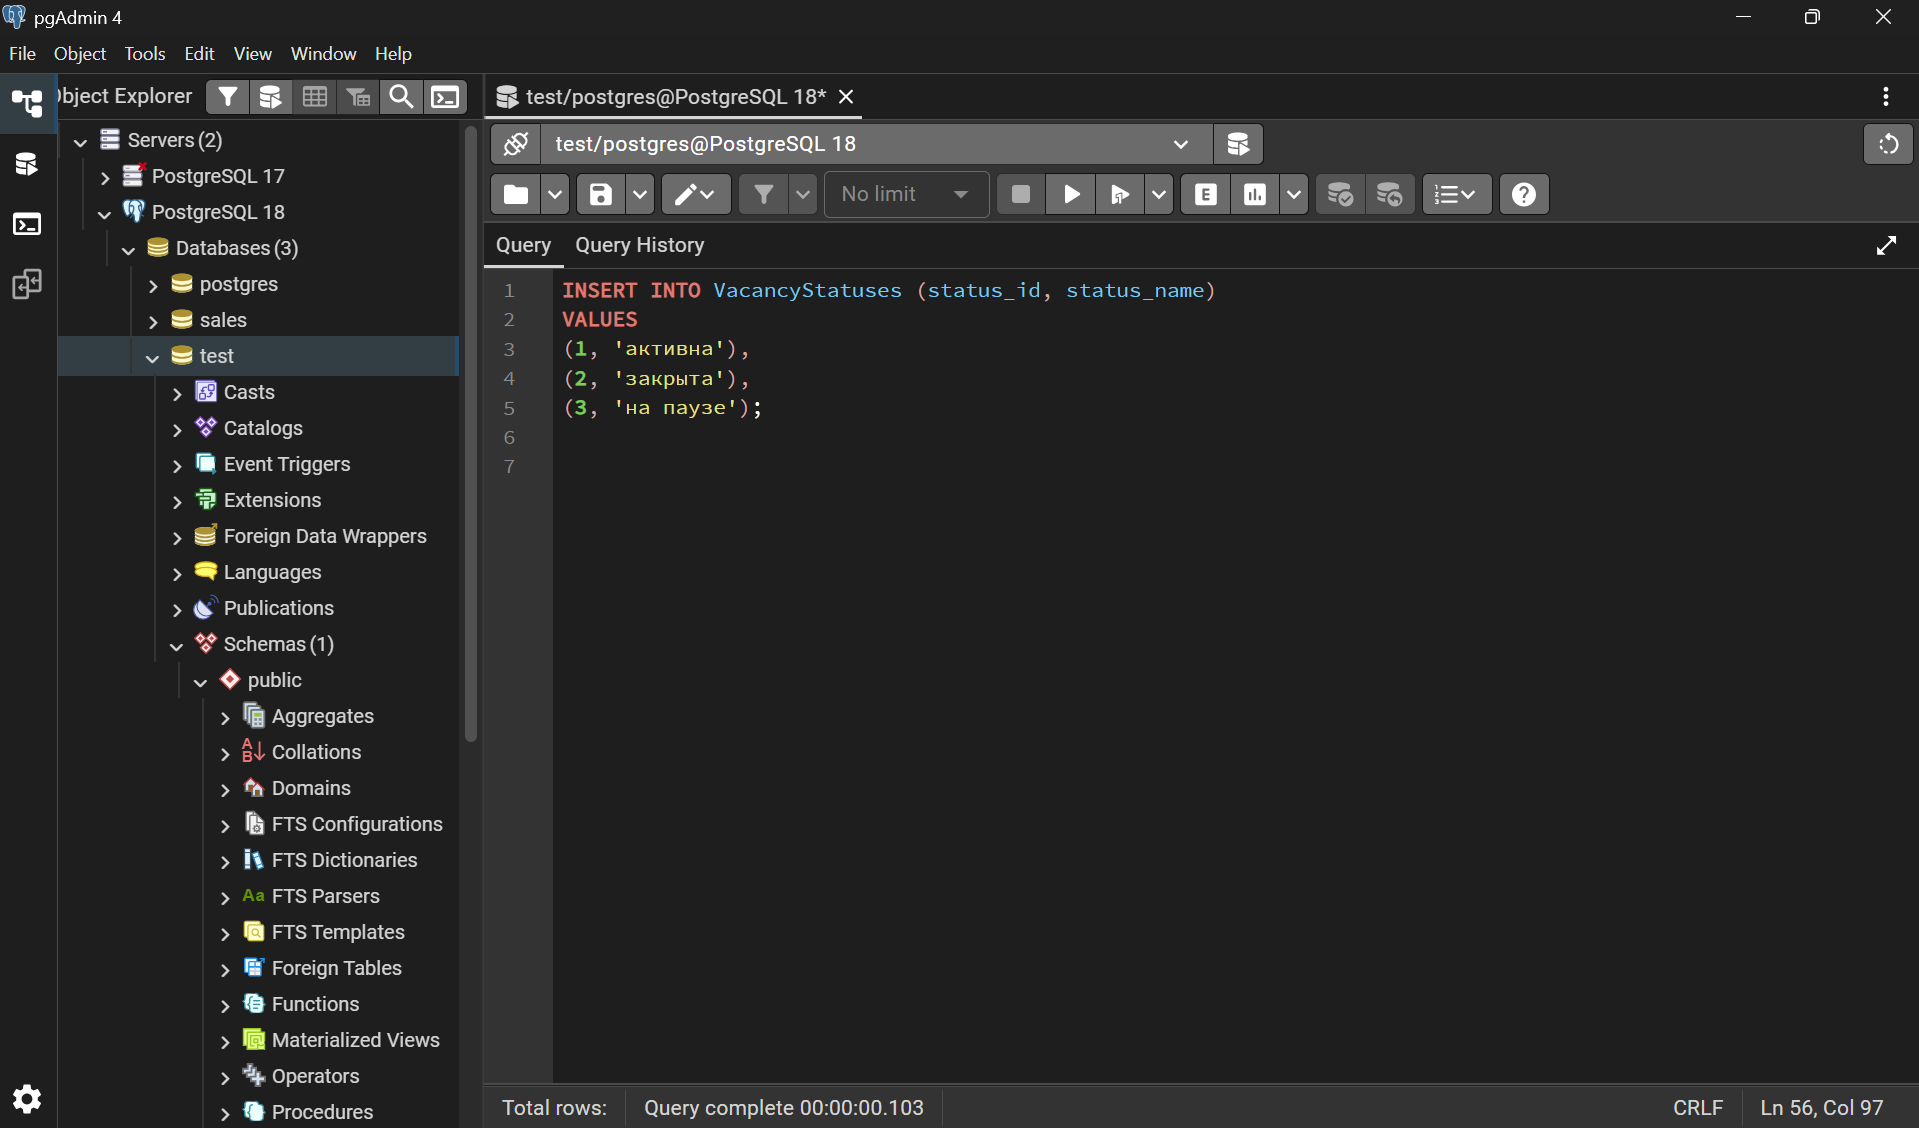 pgAdmin 4
File Object Tools Edit View Window Help
bject Explorer
test/postgres@PostgreSQL 18*
Servers (2)
test/postgres@PostgreSQL 18
PostgreSQL 17
No limit
PostgreSQL 18
Databases (3)
Query Query History
postgres
sales
test
Casts
Catalogs
Event Triggers
Extensions
Foreign Data Wrappers
Languages
Publications
Schemas (1)
public
Aggregates
Collations
Domains
FTS Configurations
FTS Dictionaries
Aa FTS Parsers
FTS Templates
Foreign Tables
Functions
Materialized Views
Operators
Procedures
1 INSERT INTO VacancyStatuses (status_id, status_name)
2 VALUES
3 (1, 'активна'),
4 (2, 'закрыта'),
5 (3, 'на паузе');
6
7
Total rows: Query complete 00:00:00.103 CRLF Ln 56, Col 97